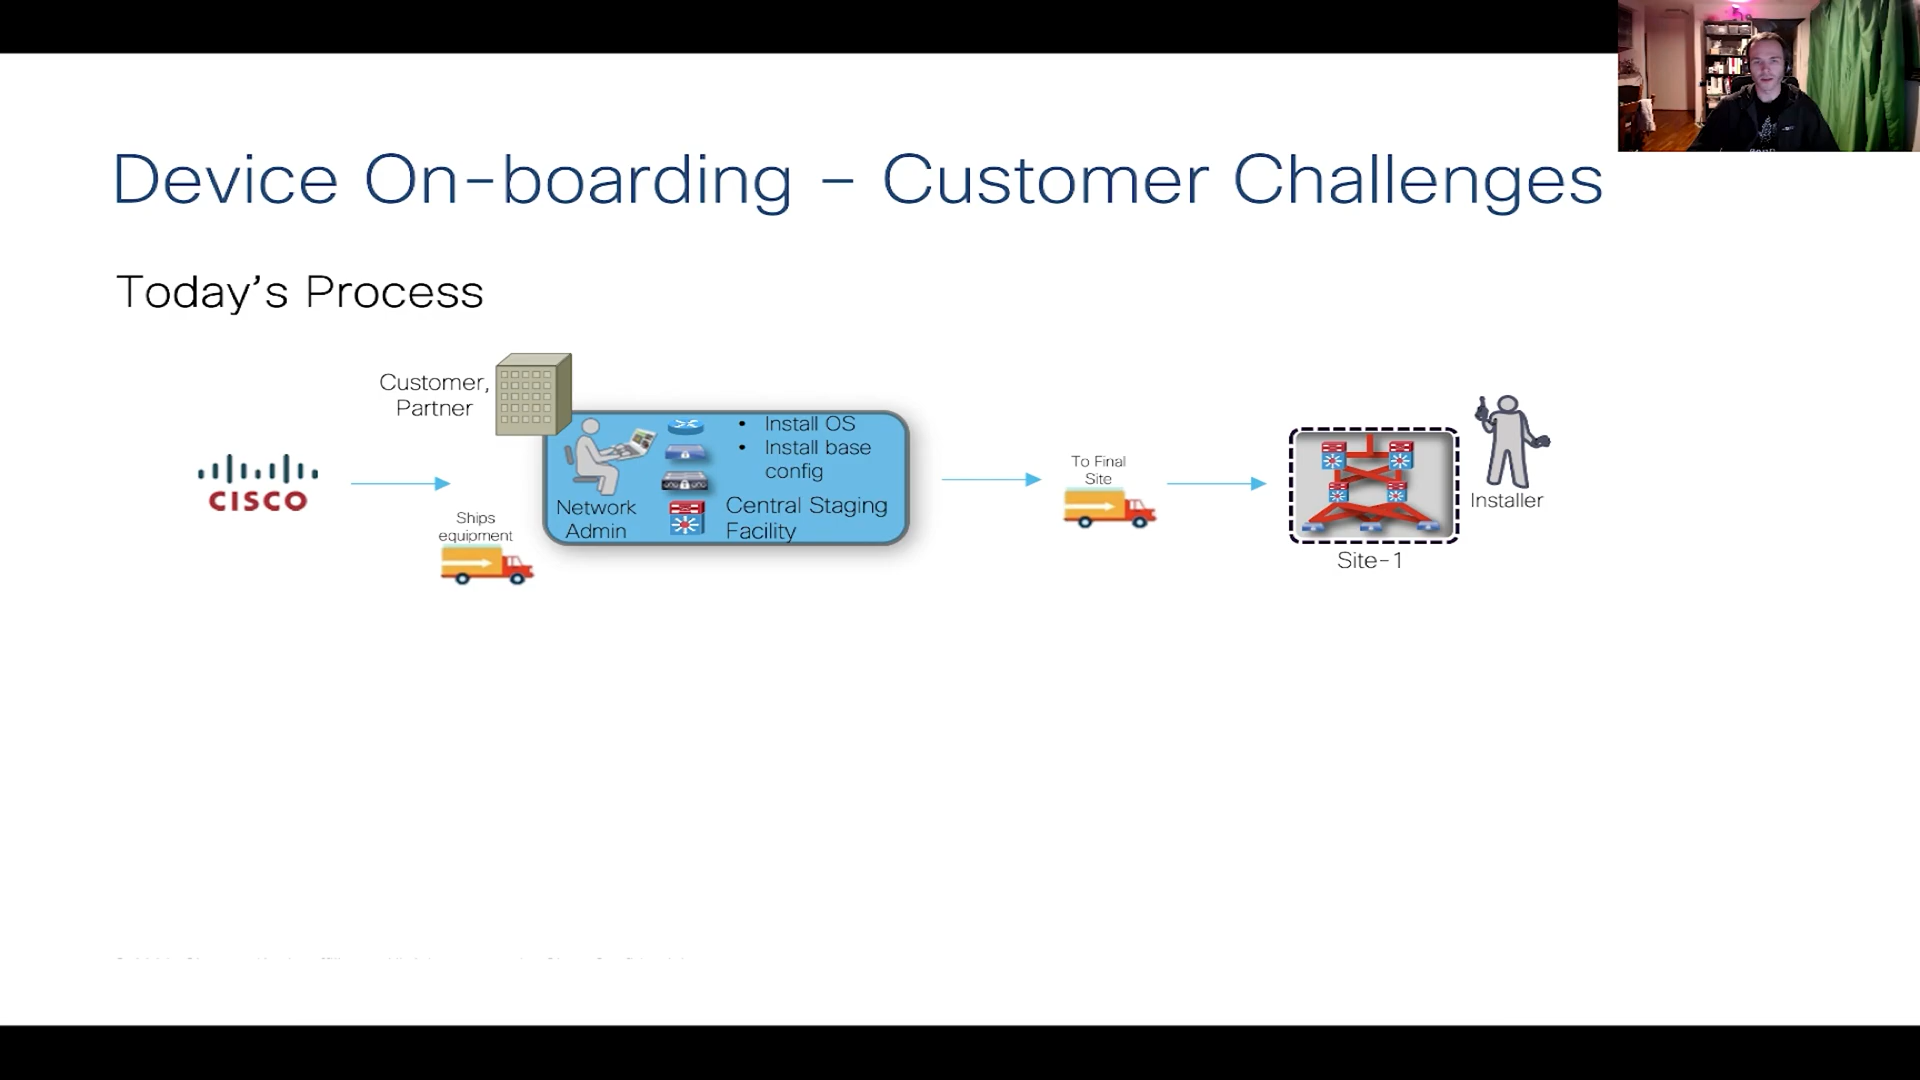 Device On-boarding - Customer Challenges
Today's Process
Customer,
Partner
CISCO
Ships
equipment
Network
Admin
• Install OS
• Install base
config
Central Staging
Facility
To Final
Site
Site-1
Installer